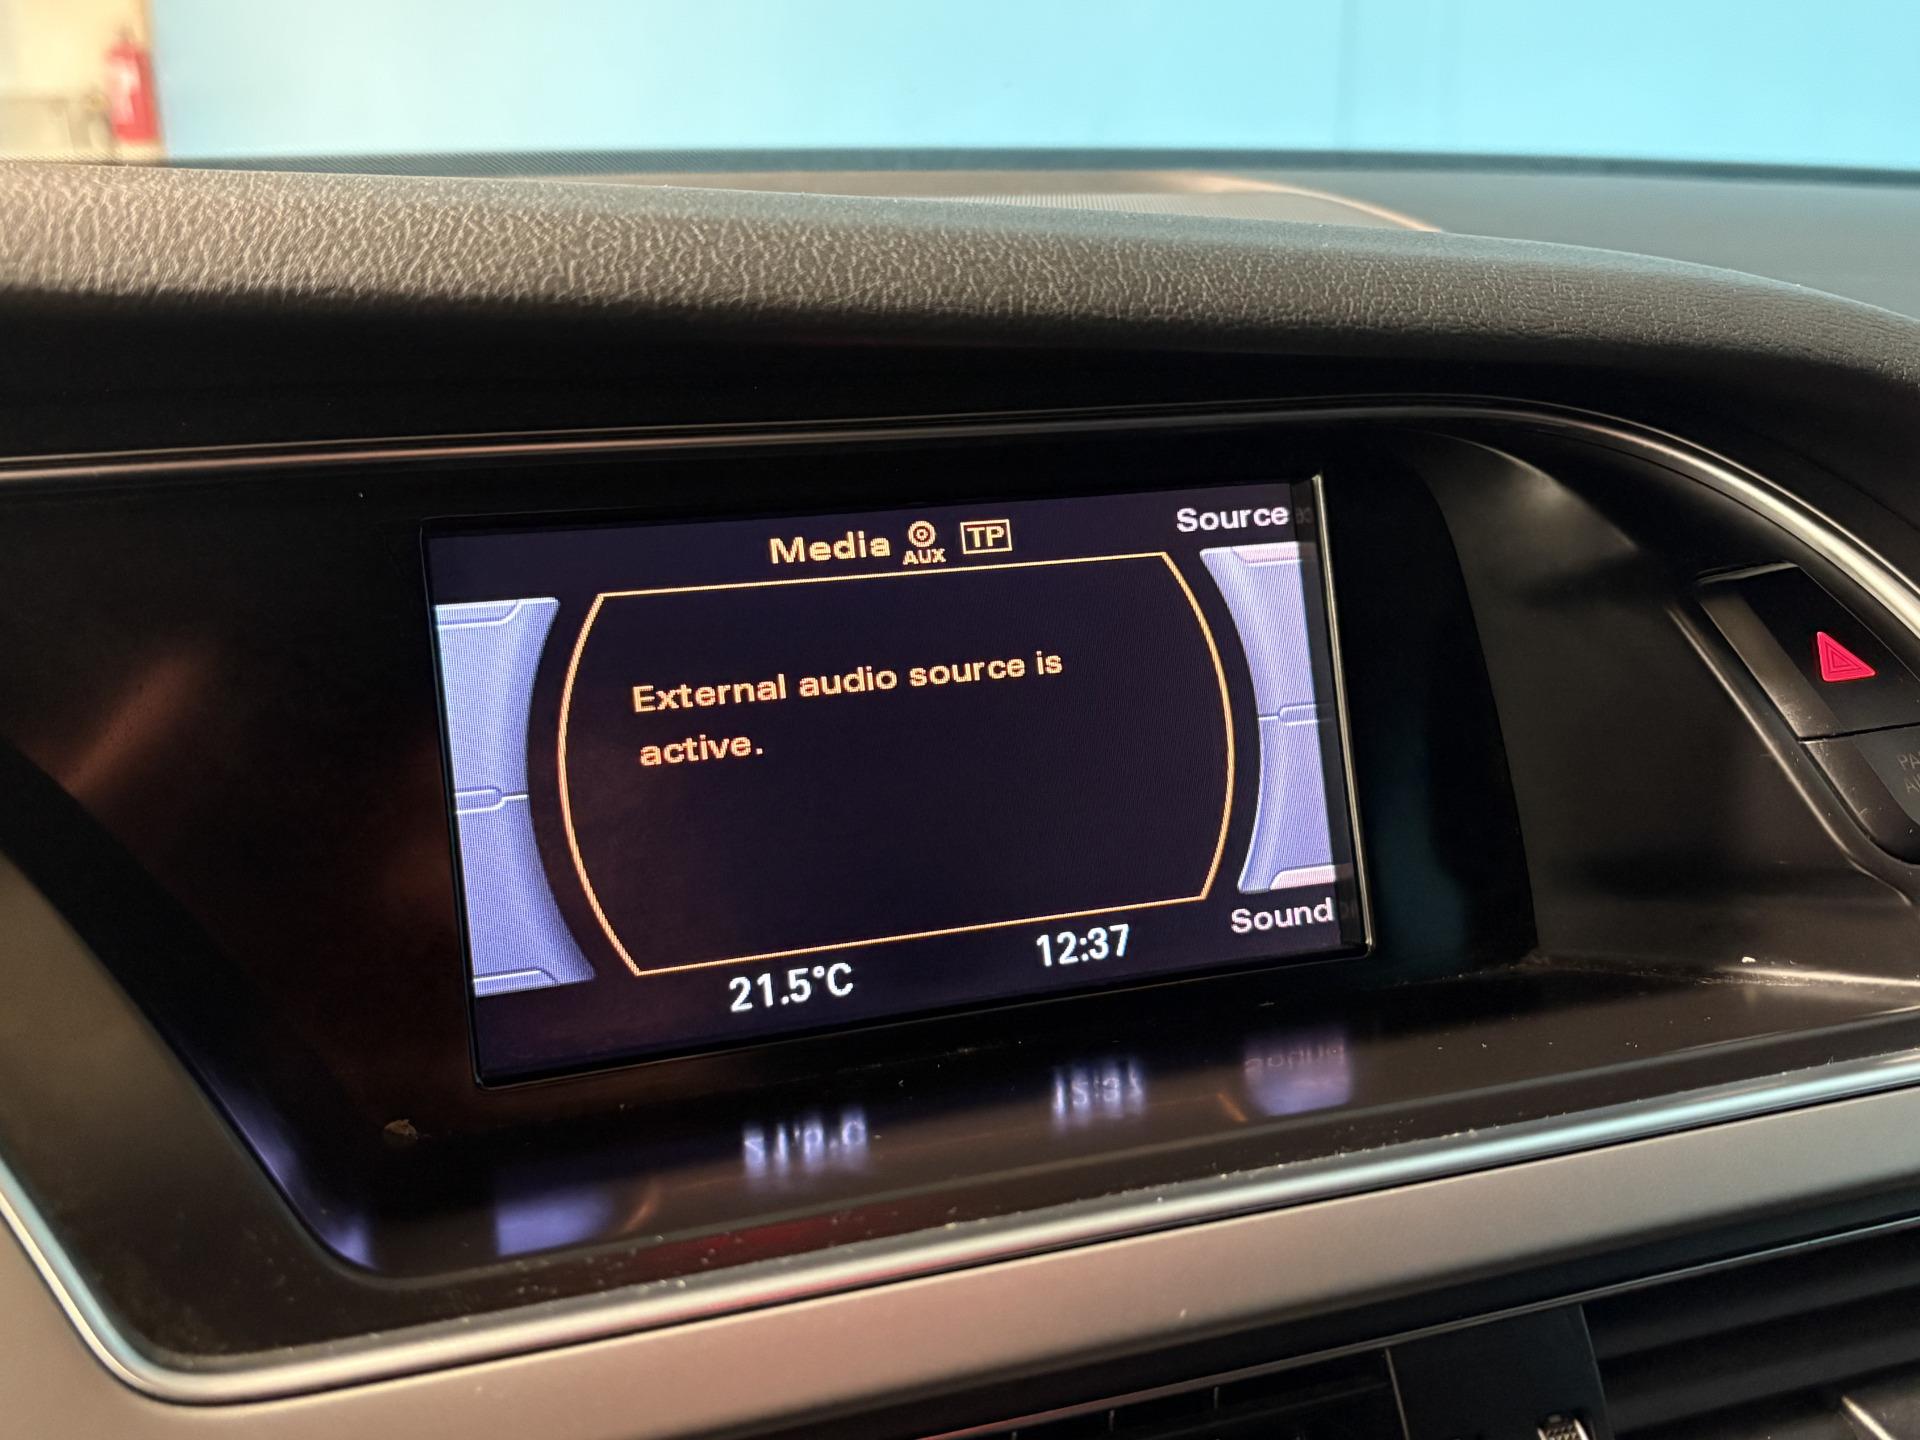 Source
Media AUX TP
External audio source is
active.
Sound
21.5°C 12:37